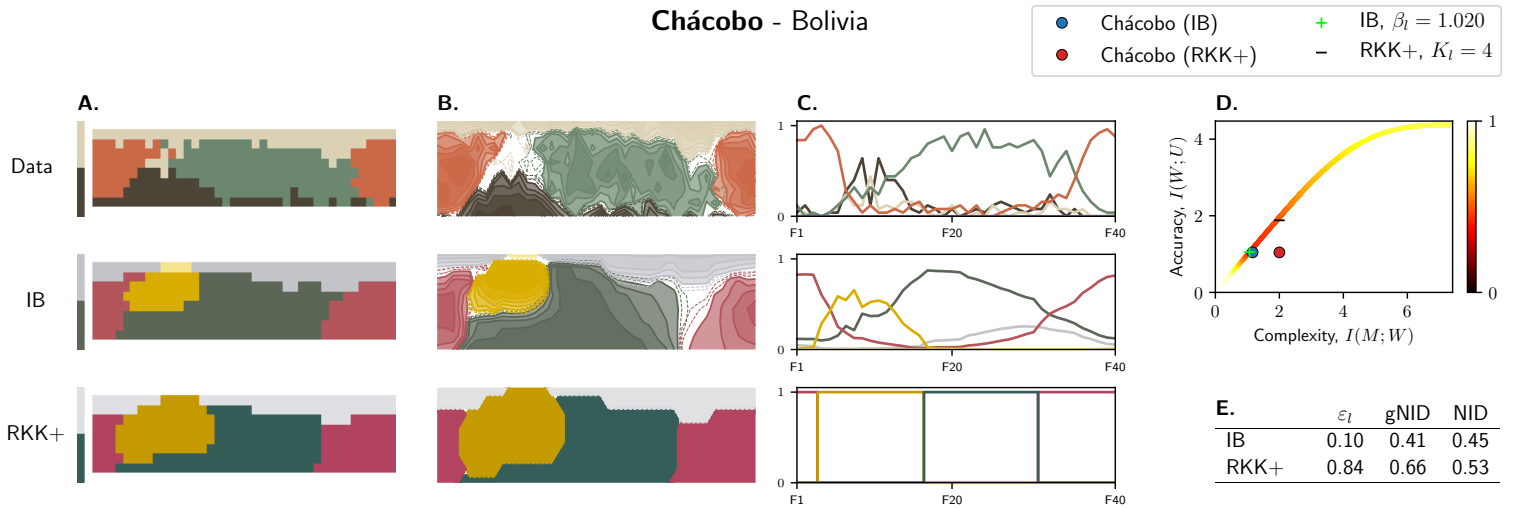 Chácobo - Bolivia
Chácobo (IB)
Chácobo (RKK+)
IB, β_l = 1.020
RKK+, K_l = 4
A.
B.
C.
D.
Data
IB
RKK+
1
0
F1
F20
F40
1
0
F1
F20
F40
1
0
F1
F20
F40
Accuracy, I(W; U)
4
2
0
0
2
4
6
Complexity, I(M; W)
1
0
E.
ε_l gNID NID
IB 0.10 0.41 0.45
RKK+ 0.84 0.66 0.53